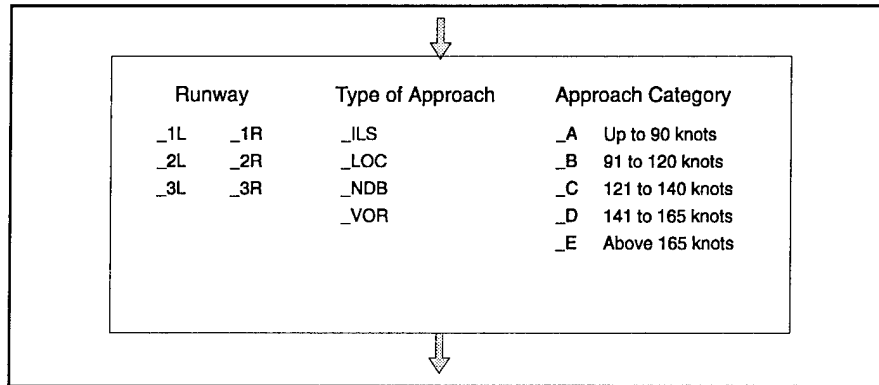 Runway Type of Approach Approach Category
_1L _1R _ILS _A Up to 90 knots
_2L _2R _LOC _B 91 to 120 knots
_3L _3R _NDB _C 121 to 140 knots
_VOR _D 141 to 165 knots
_E Above 165 knots